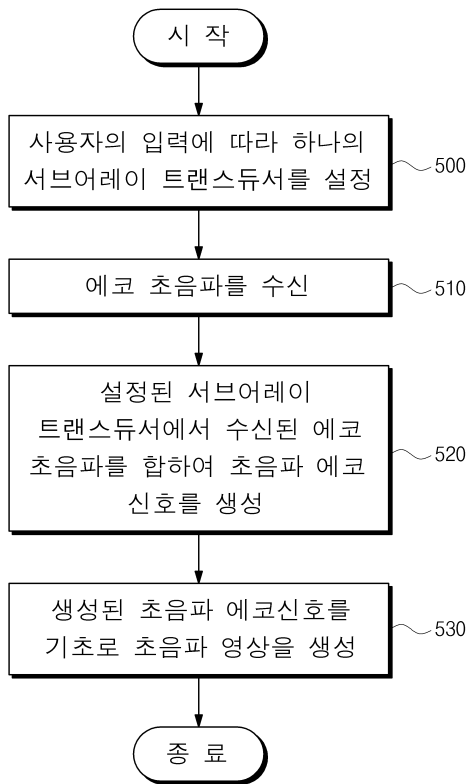 시 작
사용자의 입력에 따라 하나의
서브어레이 트랜스듀서를 설정
500
에코 초음파를 수신
510
설정된 서브어레이
트랜스듀서에서 수신된 에코
초음파를 합하여 초음파 에코
신호를 생성
520
생성된 초음파 에코신호를
기초로 초음파 영상을 생성
530
종 료